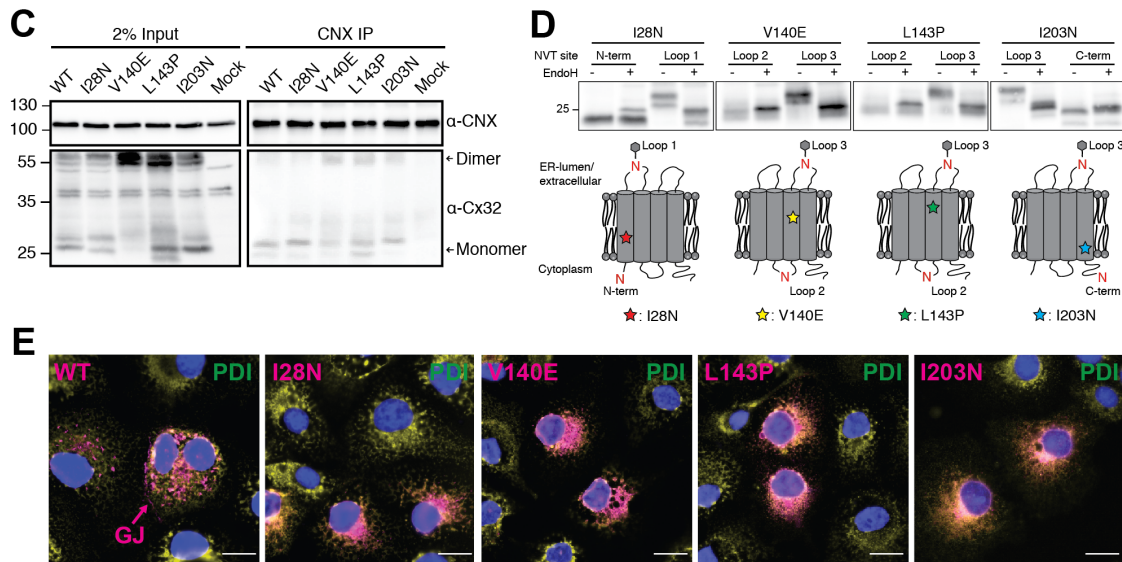 C
2% Input
CNX IP
WT I28N V140E L143P I203N Mock
WT I28N V140E L143P I203N Mock
130
100
α-CNX
55
35
25
Dimer
α-Cx32
Monomer
D
I28N V140E L143P I203N
NVT site N-term Loop 1 Loop 2 Loop 3 Loop 2 Loop 3 Loop 3 C-term
EndoH - + - + - + - + - + - + - + - +
25
Loop 1 Loop 3 Loop 3 Loop 3
N N N N
ER-lumen/
extracellular
Cytoplasm
N N N N
N-term Loop 2 Loop 2 C-term
: I28N : V140E : L143P : I203N
E
WT PDI I28N PDI V140E PDI L143P PDI I203N PDI
GJ